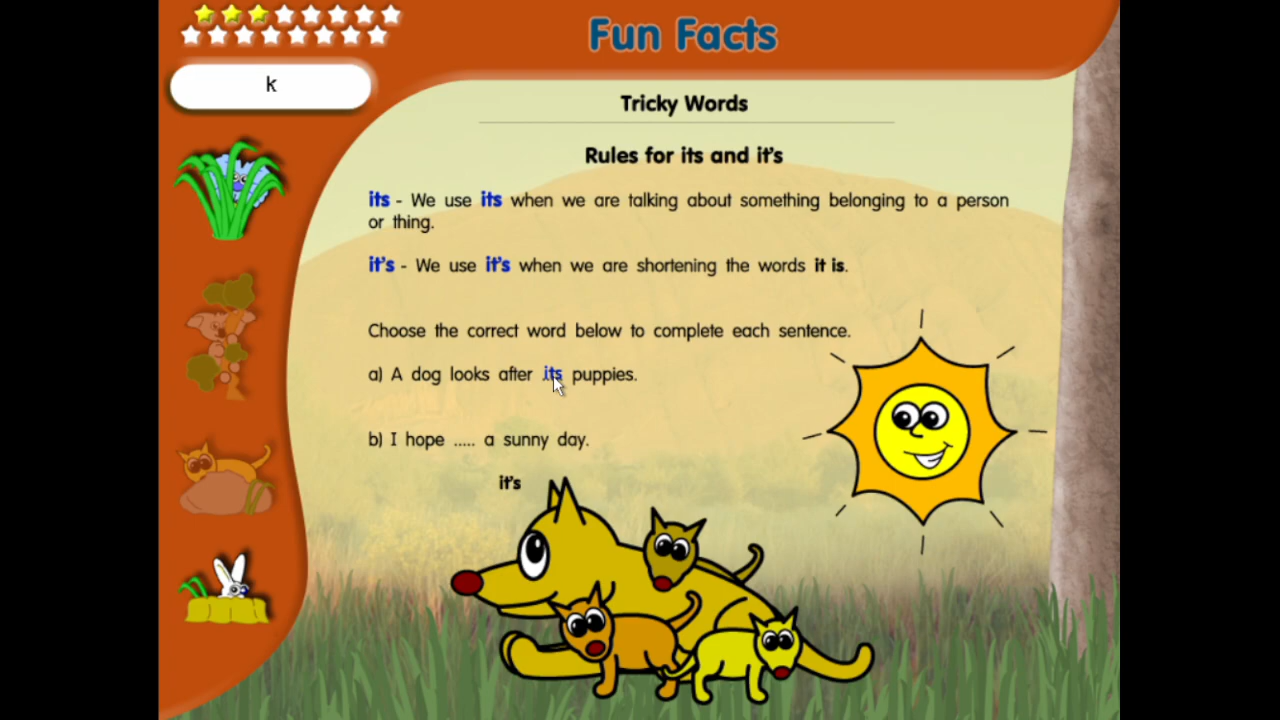 Fun Facts
k
Tricky Words
Rules for its and it's
its - We use its when we are talking about something belonging to a person
or thing.
it's - We use it's when we are shortening the words it is.
Choose the correct word below to complete each sentence.
a) A dog looks after its puppies.
b) I hope ..... a sunny day.
it's